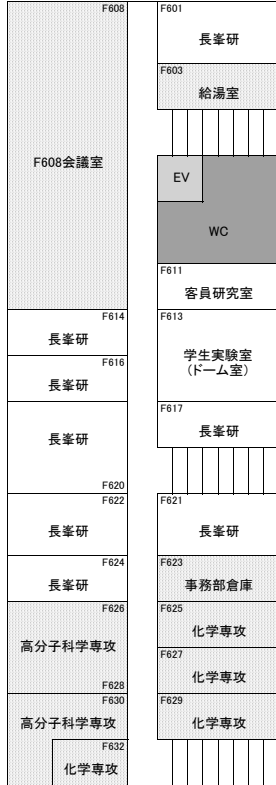 F608
F608会議室
F614
長峯研
F616
長峯研
長峯研
F620
F622
長峯研
F624
長峯研
F626
高分子科学専攻
F628
F630
高分子科学専攻
F632
化学専攻
F601
長峯研
F603
給湯室
EV
WC
F611
客員研究室
F613
学生実験室
(ドーム室)
F617
長峯研
F621
長峯研
F623
事務部倉庫
F625
化学専攻
F627
化学専攻
F629
化学専攻